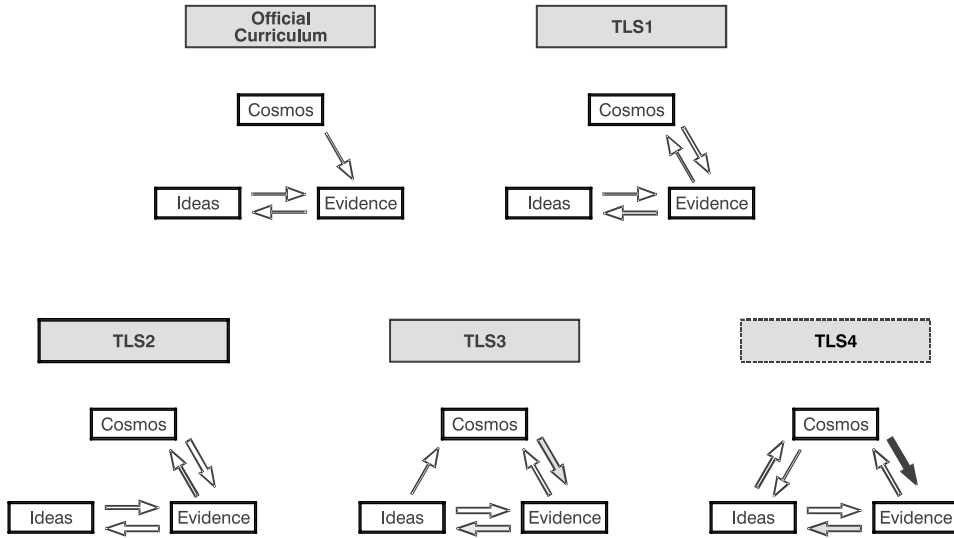 Official
Curriculum
TLS1
Cosmos
Cosmos
Ideas
Evidence
Ideas
Evidence
TLS2
TLS3
TLS4
Cosmos
Cosmos
Cosmos
Ideas
Evidence
Ideas
Evidence
Ideas
Evidence